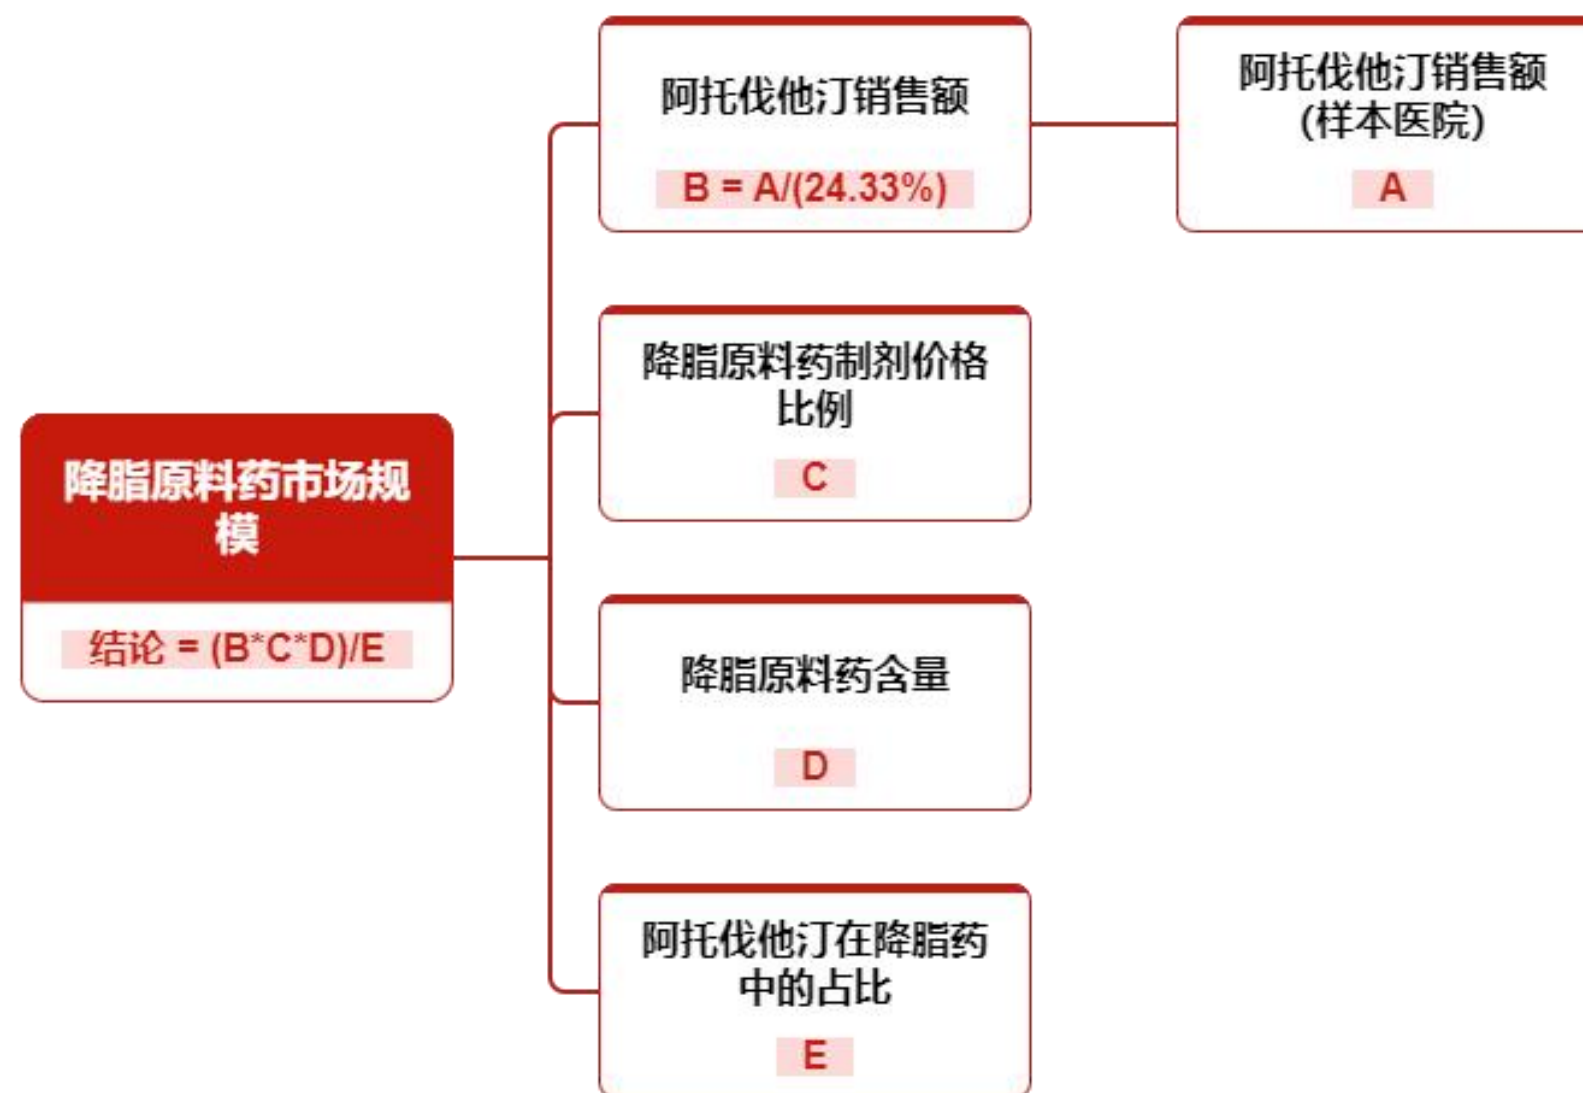 阿托伐他汀销售额
B = A/(24.33%)
阿托伐他汀销售额
(样本医院)
A
降脂原料药制剂价格
比例
C
降脂原料药市场规
模
结论 = (B*C*D)/E
降脂原料药含量
D
阿托伐他汀在降脂药
中的占比
E